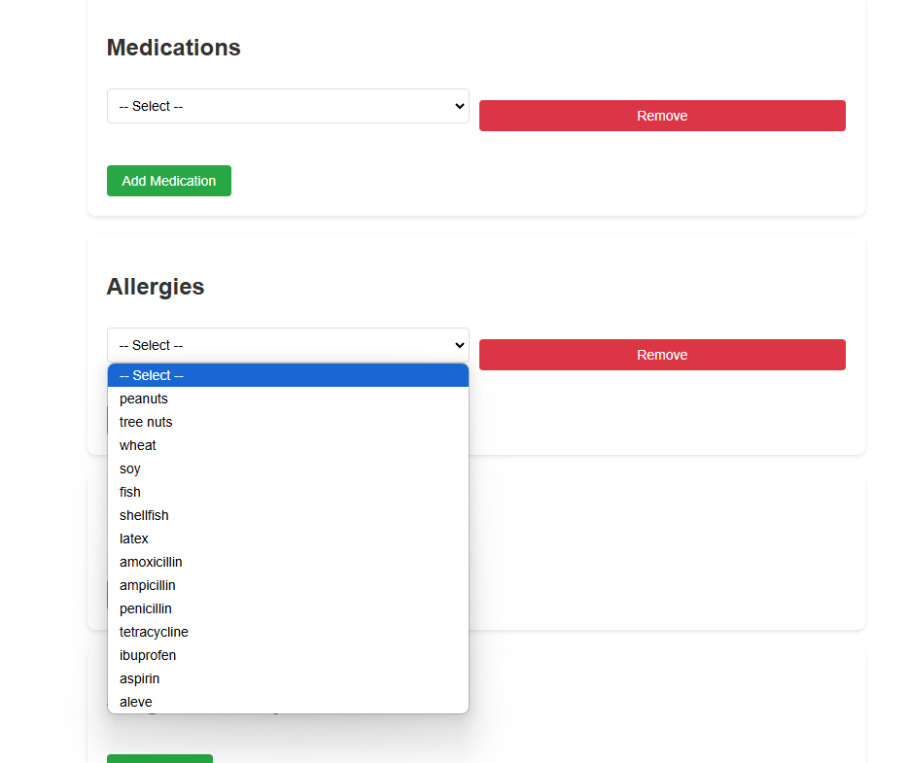 Medications
-- Select --
Remove
Add Medication
Allergies
-- Select --
Remove
-- Select --
peanuts
tree nuts
wheat
soy
fish
shellfish
latex
amoxicillin
ampicillin
penicillin
tetracycline
ibuprofen
aspirin
aleve